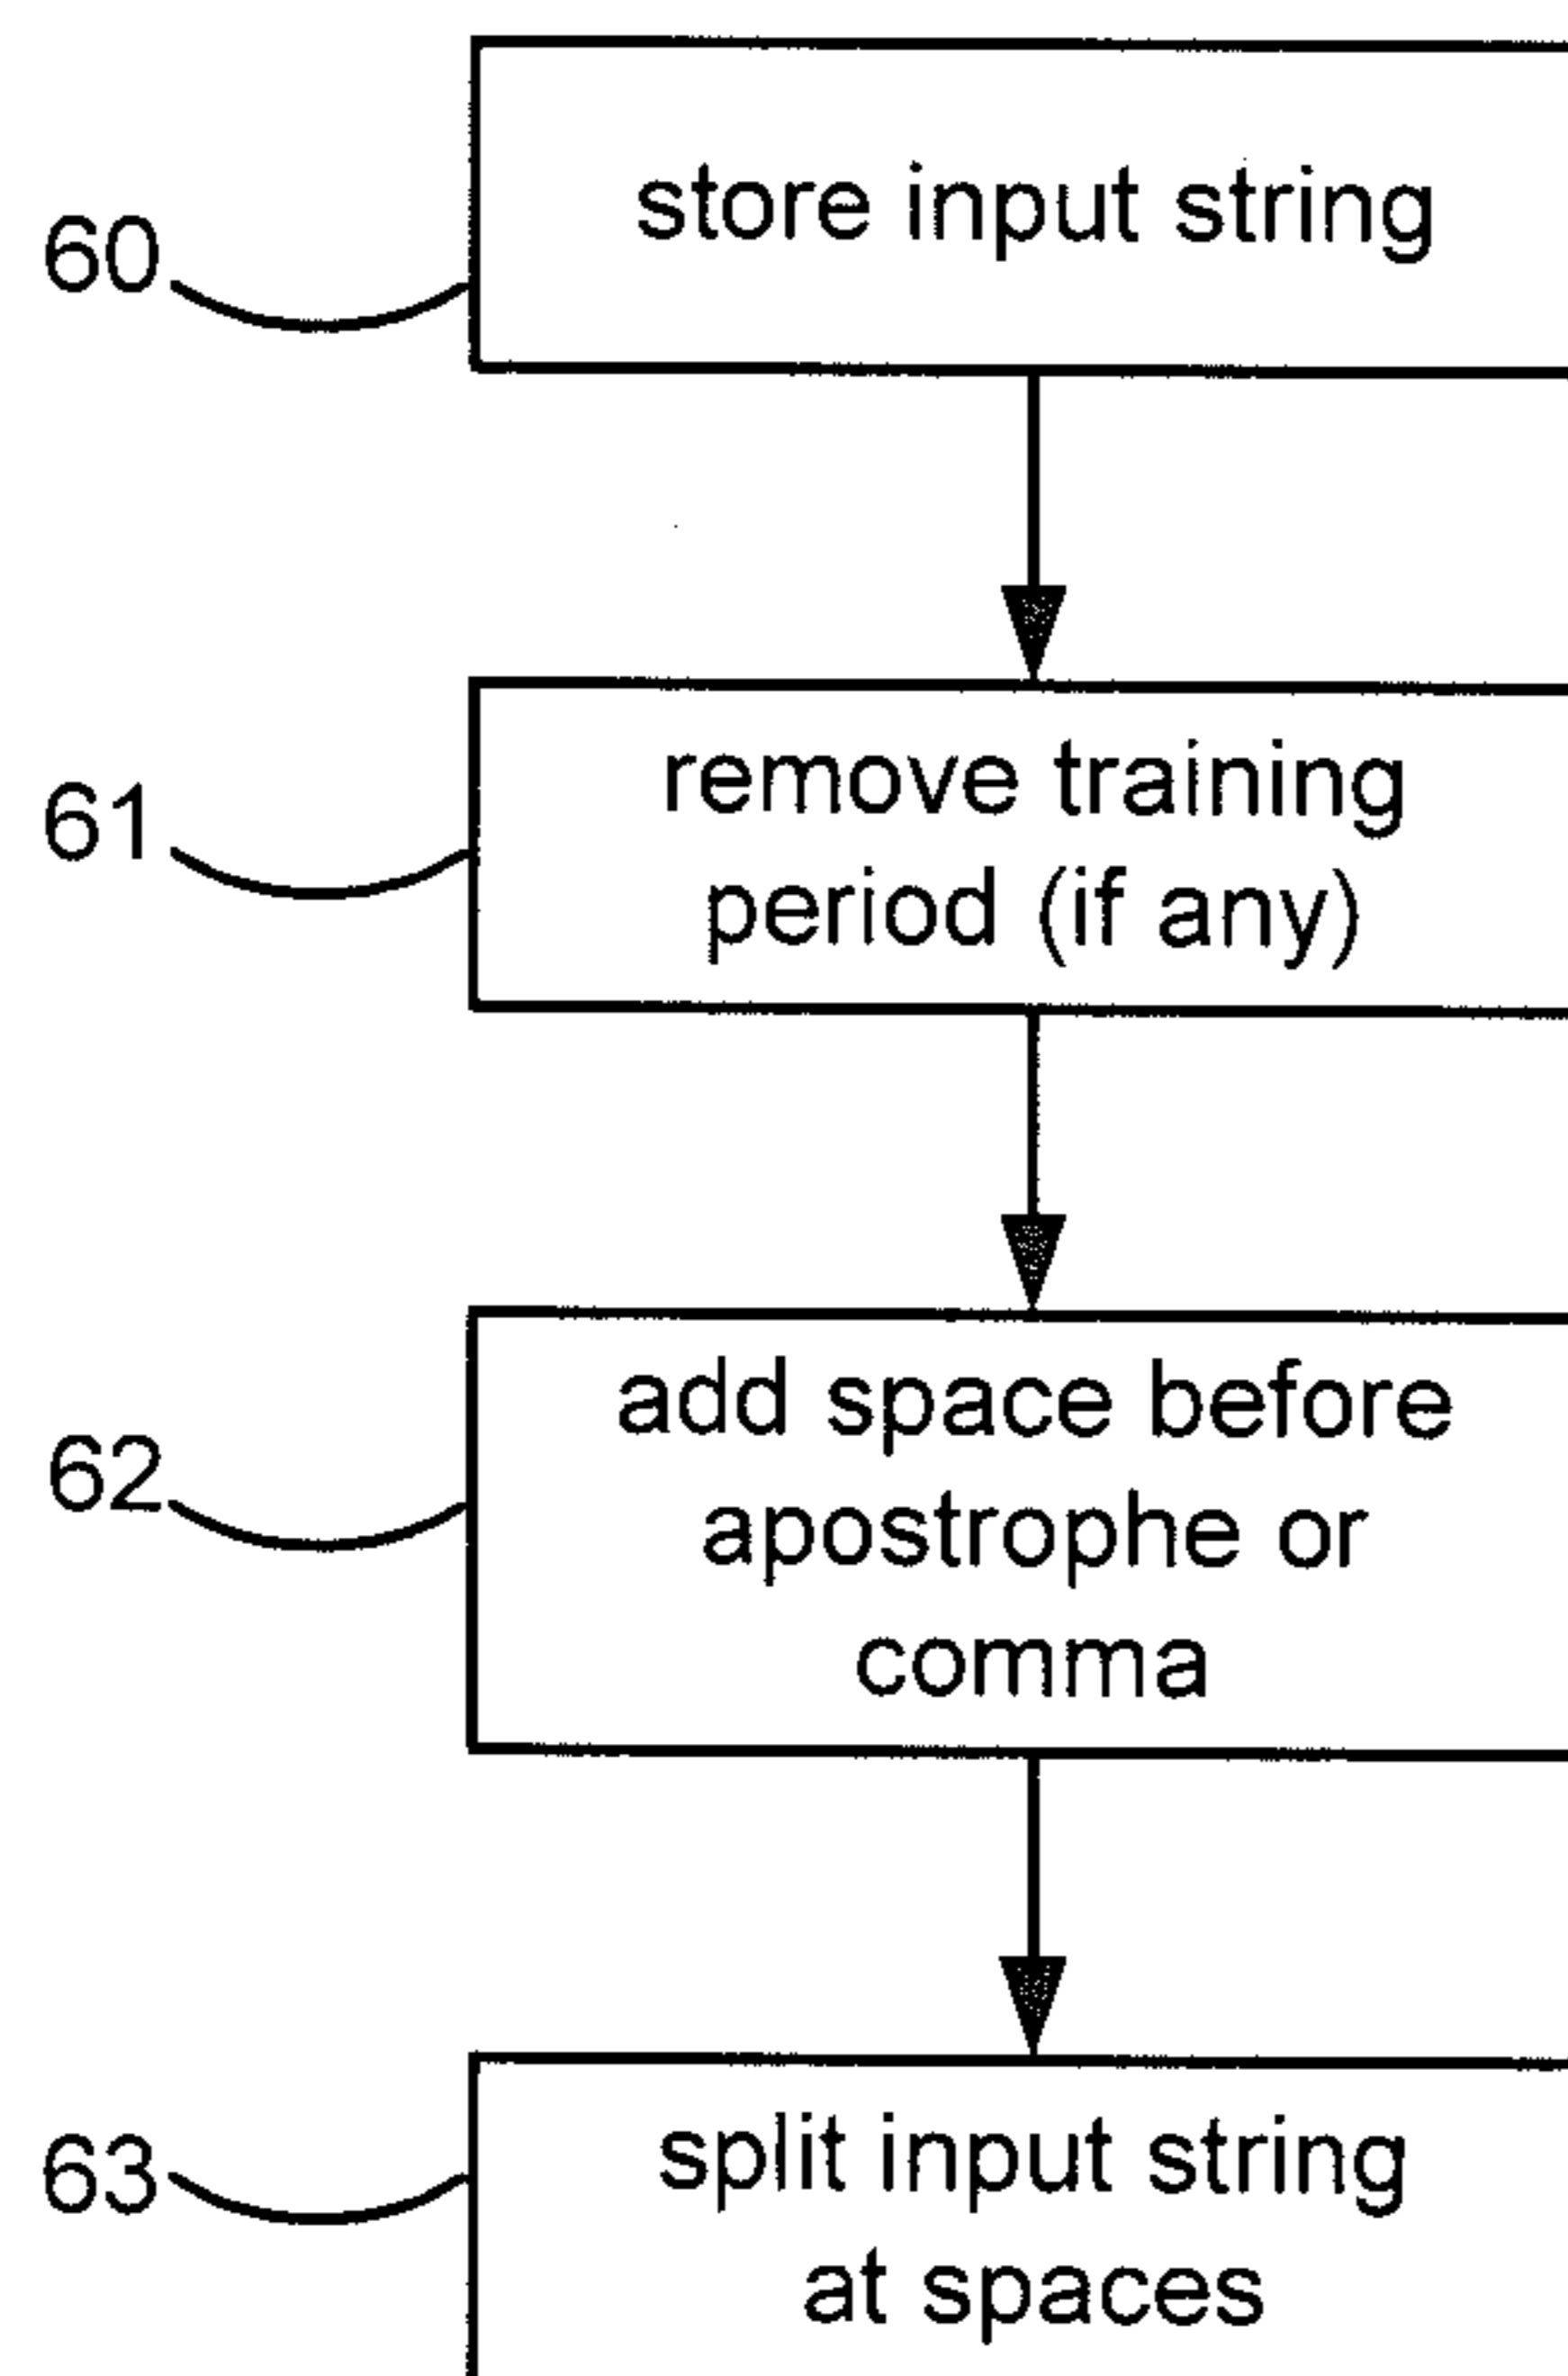 60
store input string
61
remove training
period (if any)
62
add space before
apostrophe or
comma
63
split input string
at spaces